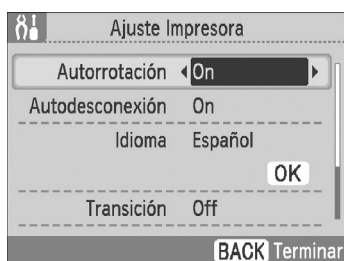 Ajuste Impresora
Autorrotación On
Autodesconexión On
Idioma Español
OK
Transición Off
BACK Terminar